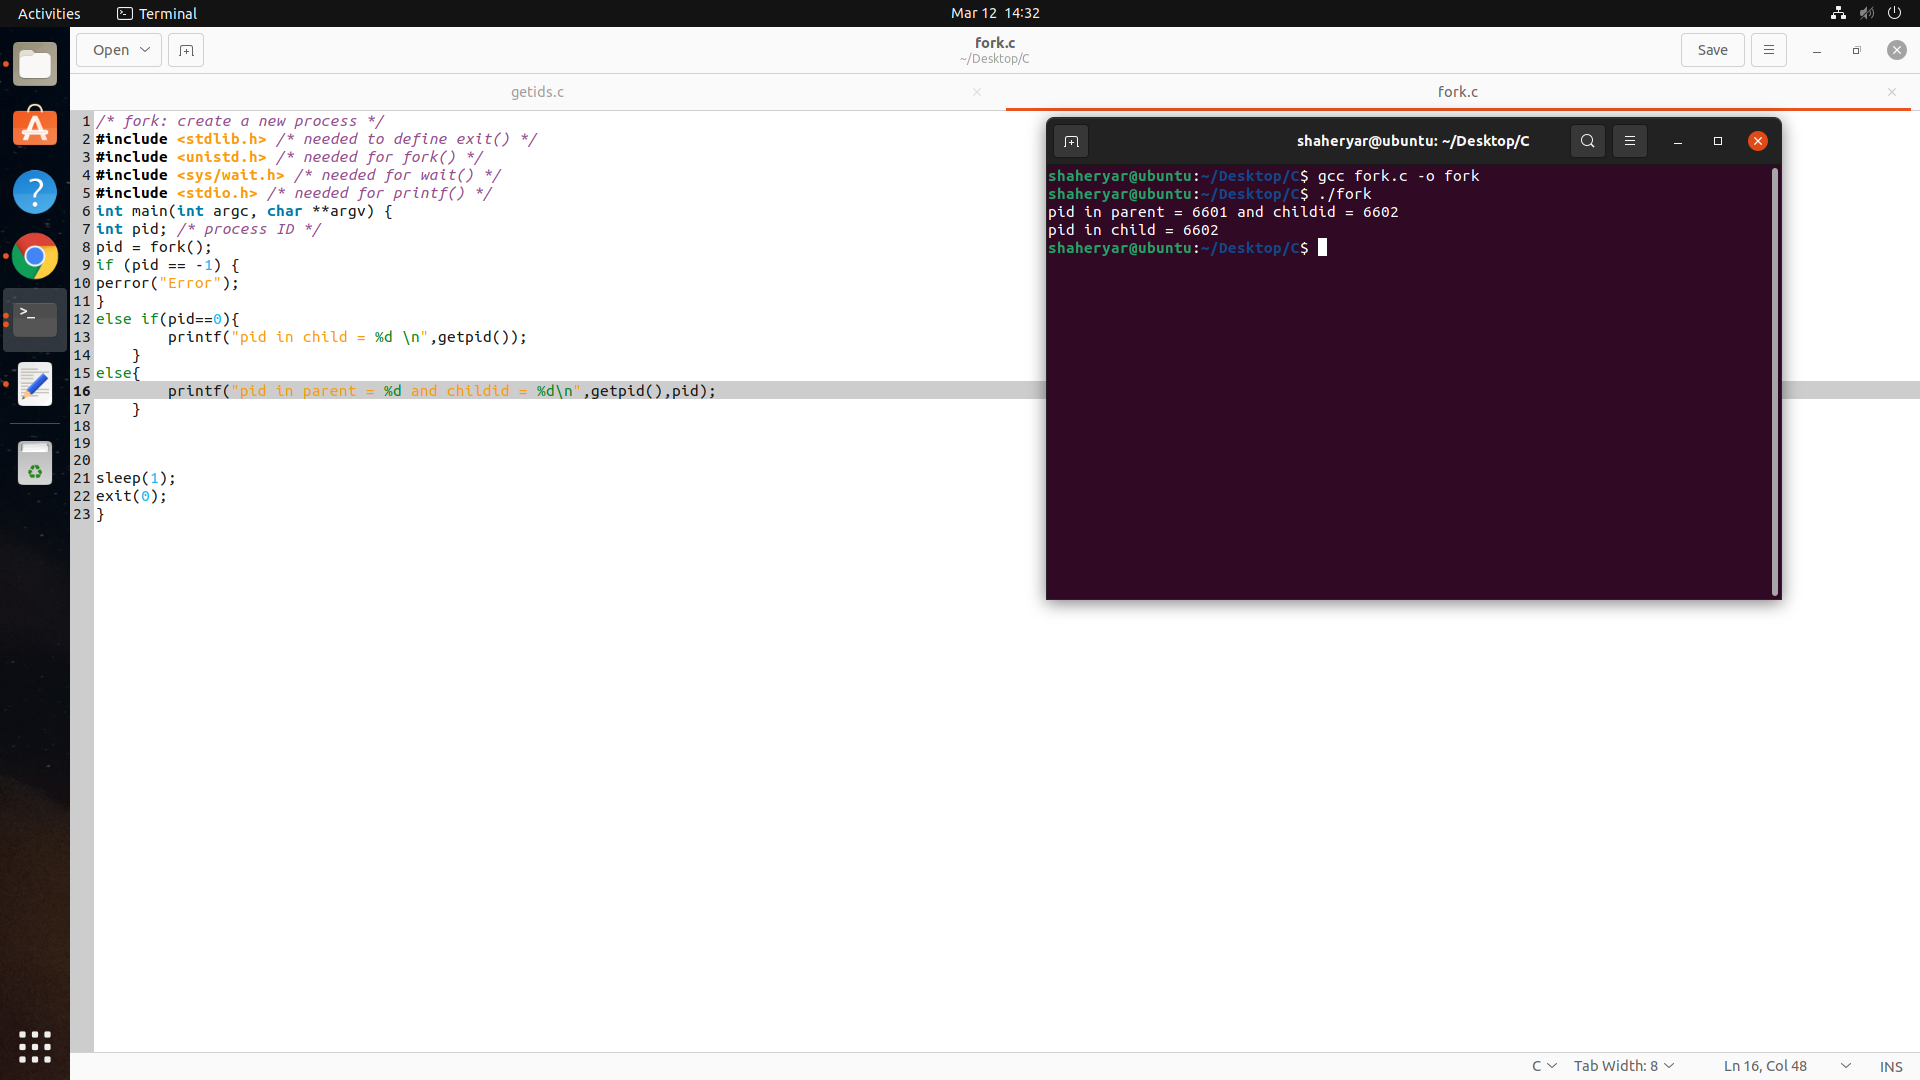 Activities Terminal Mar 12 14:32
Open fork.c Save
~/Desktop/C
getids.c fork.c
1 /* fork: create a new process */
2 #include <stdlib.h> /* needed to define exit() */
3 #include <unistd.h> /* needed for fork() */
4 #include <sys/wait.h> /* needed for wait() */
5 #include <stdio.h> /* needed for printf() */
6 int main(int argc, char **argv) {
7 int pid; /* process ID */
8 pid = fork();
9 if (pid == -1) {
10 perror("Error");
11 }
12 else if(pid==0){
13         printf("pid in child = %d \n",getpid());
14     }
15 else{
16         printf("pid in parent = %d and childid = %d\n",getpid(),pid);
17     }
18
19
20
21 sleep(1);
22 exit(0);
23 }
shaheryar@ubuntu: ~/Desktop/C
shaheryar@ubuntu:~/Desktop/C$ gcc fork.c -o fork
shaheryar@ubuntu:~/Desktop/C$ ./fork
pid in parent = 6601 and childid = 6602
pid in child = 6602
shaheryar@ubuntu:~/Desktop/C$
C Tab Width: 8 Ln 16, Col 48 INS